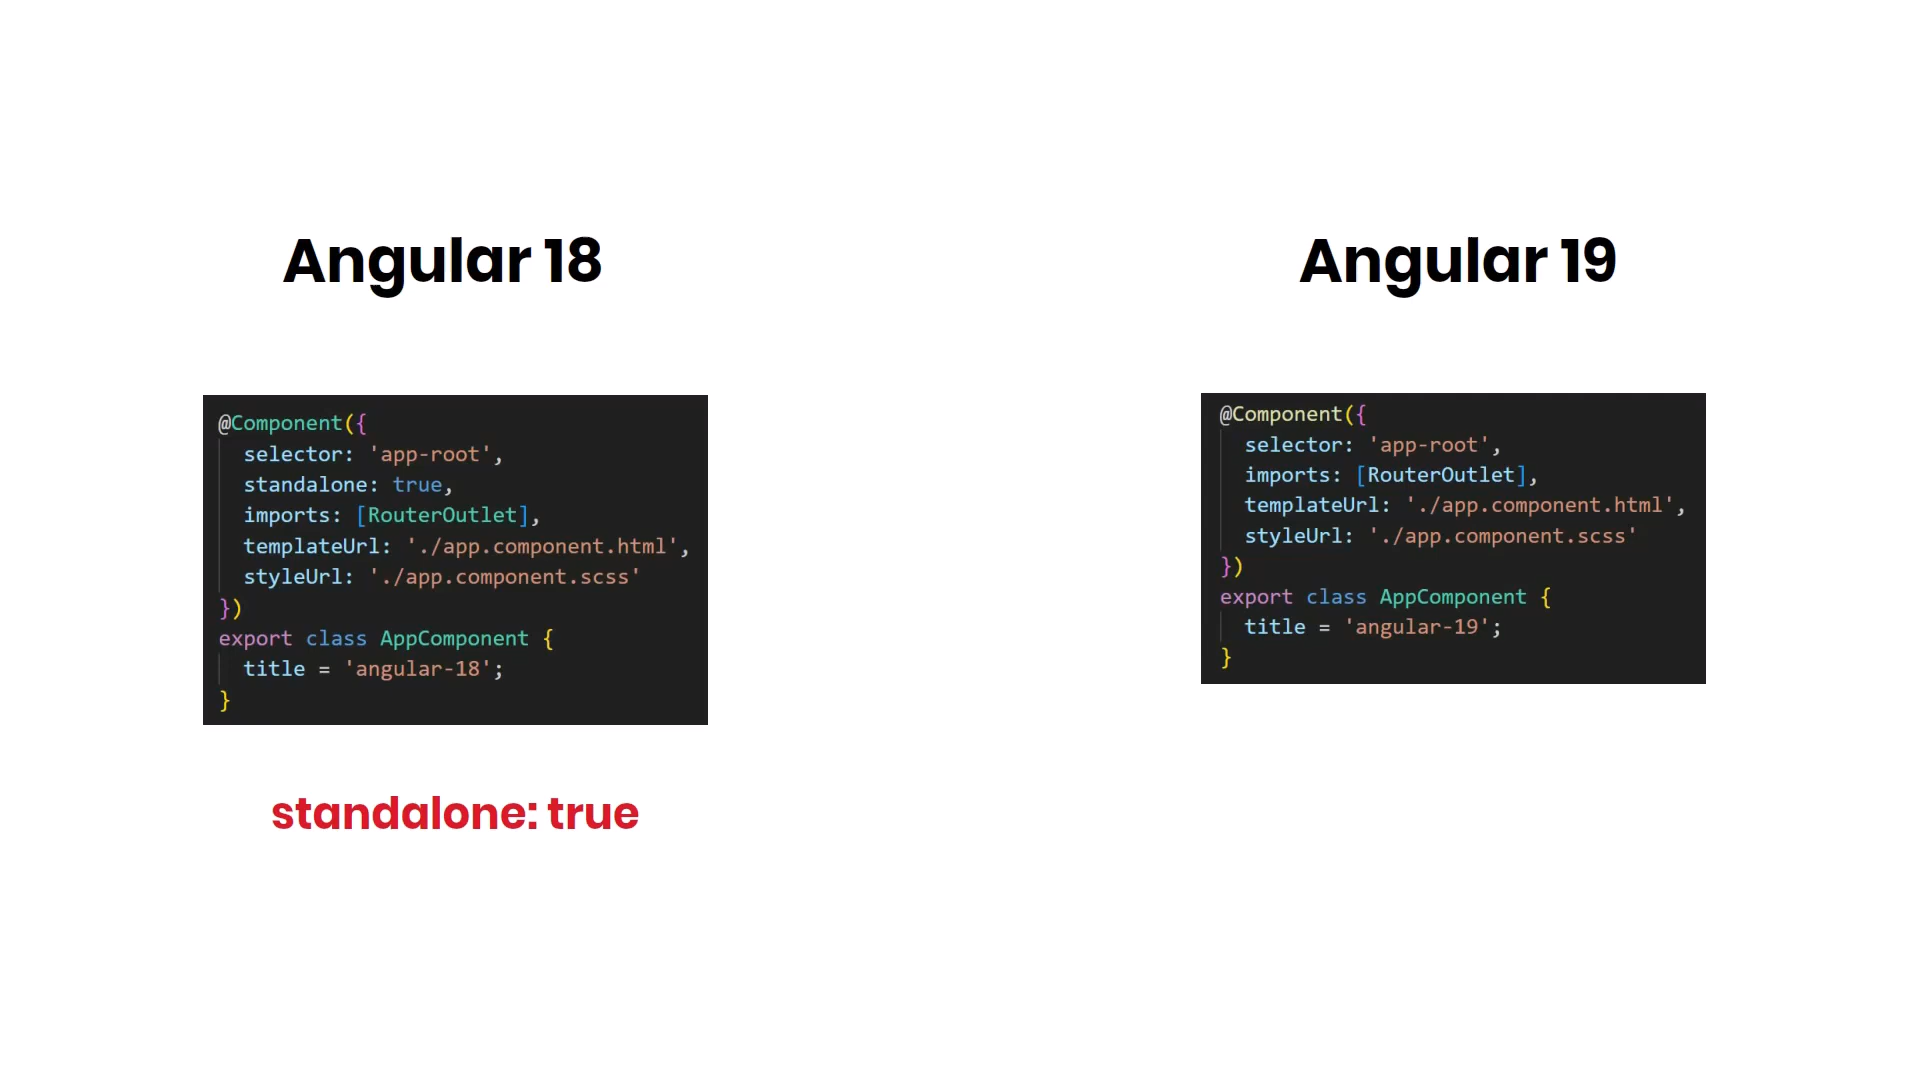 Angular 18
@Component({
  selector: 'app-root',
  standalone: true,
  imports: [RouterOutlet],
  templateUrl: './app.component.html',
  styleUrl: './app.component.scss'
})
export class AppComponent {
  title = 'angular-18';
}
standalone: true
Angular 19
@Component({
  selector: 'app-root',
  imports: [RouterOutlet],
  templateUrl: './app.component.html',
  styleUrl: './app.component.scss'
})
export class AppComponent {
  title = 'angular-19';
}